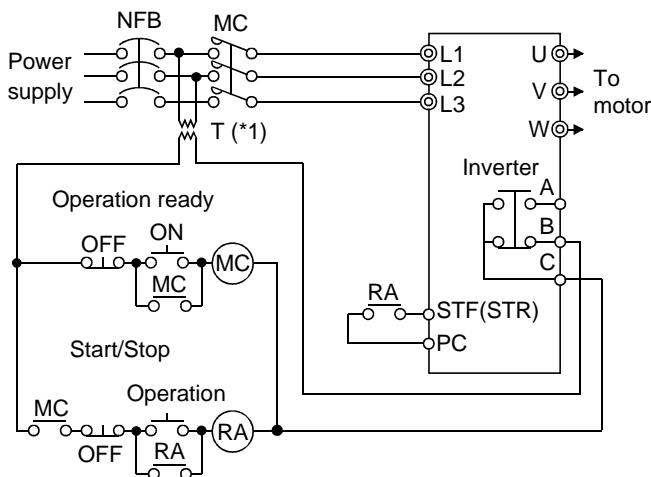 NFB
MC
Power
supply
T (*1)
L1
L2
L3
U
V
W
To
motor
Inverter
A
B
C
Operation ready
OFF
ON
MC
MC
RA
STF(STR)
PC
Start/Stop
MC
OFF
Operation
RA
RA